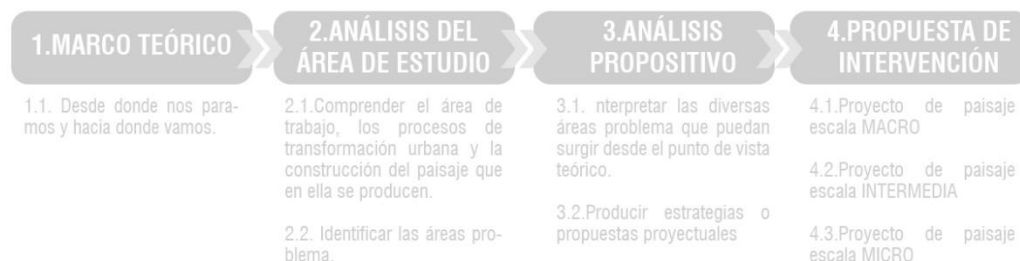 1.MARCO TEÓRICO
1.1. Desde donde nos para-
mos y hacia donde vamos.
2.ANÁLISIS DEL
ÁREA DE ESTUDIO
2.1.Comprender el área de
trabajo, los procesos de
transformación urbana y la
construcción del paisaje que
en ella se producen.
2.2. Identificar las áreas pro-
blema.
3.ANÁLISIS
PROPOSITIVO
3.1. nterpretar las diversas
áreas problema que puedan
surgir desde el punto de vista
teórico.
3.2.Producir estrategias o
propuestas proyectuales
4.PROPUESTA DE
INTERVENCIÓN
4.1.Proyecto de paisaje
escala MACRO
4.2.Proyecto de paisaje
escala INTERMEDIA
4.3.Proyecto de paisaje
escala MICRO